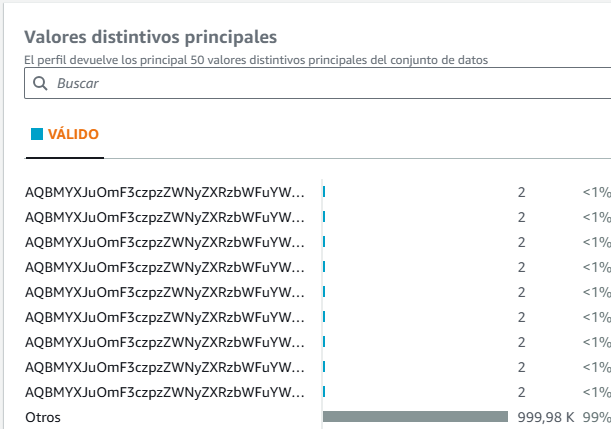 Valores distintivos principales
El perfil devuelve los principal 50 valores distintivos principales del conjunto de datos
Buscar
VÁLIDO
AQBMYXJuOmF3czpzZWNyZXRzbWFuYW... 2 <1%
AQBMYXJuOmF3czpzZWNyZXRzbWFuYW... 2 <1%
AQBMYXJuOmF3czpzZWNyZXRzbWFuYW... 2 <1%
AQBMYXJuOmF3czpzZWNyZXRzbWFuYW... 2 <1%
AQBMYXJuOmF3czpzZWNyZXRzbWFuYW... 2 <1%
AQBMYXJuOmF3czpzZWNyZXRzbWFuYW... 2 <1%
AQBMYXJuOmF3czpzZWNyZXRzbWFuYW... 2 <1%
AQBMYXJuOmF3czpzZWNyZXRzbWFuYW... 2 <1%
AQBMYXJuOmF3czpzZWNyZXRzbWFuYW... 2 <1%
Otros 999,98 K 99%